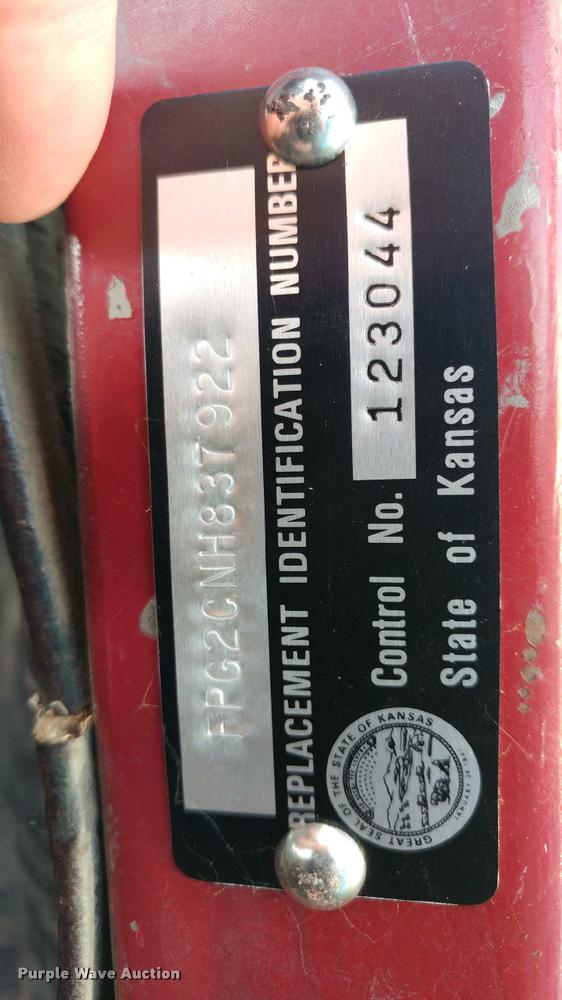 FPG2CNH837922
REPLACEMENT IDENTIFICATION NUMBER
Control No. 123044
State of Kansas
GREAT SEAL OF THE STATE OF KANSAS
Purple Wave Auction